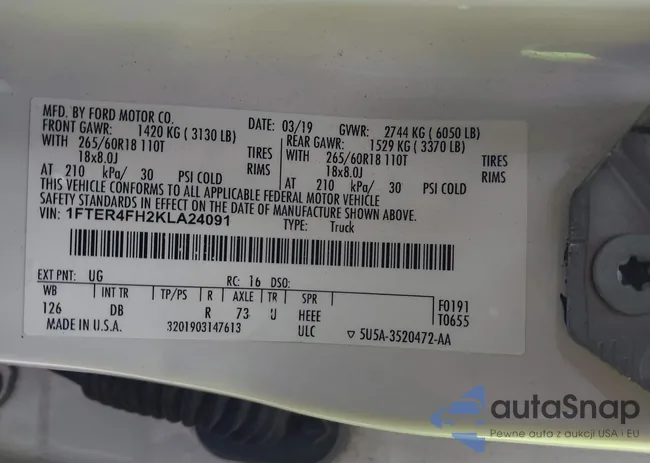 MFD. BY FORD MOTOR CO. DATE: 03/19 GVWR: 2744 KG ( 6050 LB)
FRONT GAWR: 1420 KG ( 3130 LB) REAR GAWR: 1529 KG ( 3370 LB)
WITH 265/60R18 110T TIRES WITH 265/60R18 110T TIRES
18x8.0J RIMS 18x8.0J RIMS
AT 210 kPa/ 30 PSI COLD AT 210 kPa/ 30 PSI COLD
THIS VEHICLE CONFORMS TO ALL APPLICABLE FEDERAL MOTOR VEHICLE
SAFETY STANDARDS IN EFFECT ON THE DATE OF MANUFACTURE SHOWN ABOVE.
VIN: 1FTER4FH2KLA24091 TYPE: Truck
EXT PNT: UG RC: 16 DSO:
WB INT TR TP/PS R AXLE TR SPR F0191
126 DB R 73 U HEEE T0655
MADE IN U.S.A. 3201903147613 ULC ▽ 5U5A-3520472-AA
autaSnap
Pewne auta z aukcji USA i EU